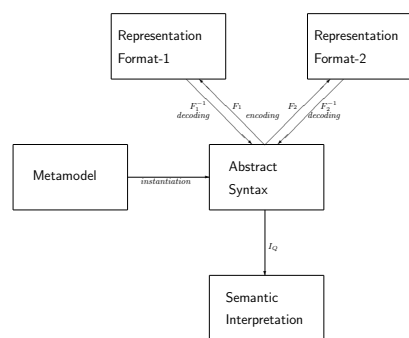 Representation
Format-1
Representation
Format-2
F₁⁻¹ F₁ F₂ F₂⁻¹
decoding encoding decoding
Metamodel
instantiation
Abstract
Syntax
I_Q
Semantic
Interpretation